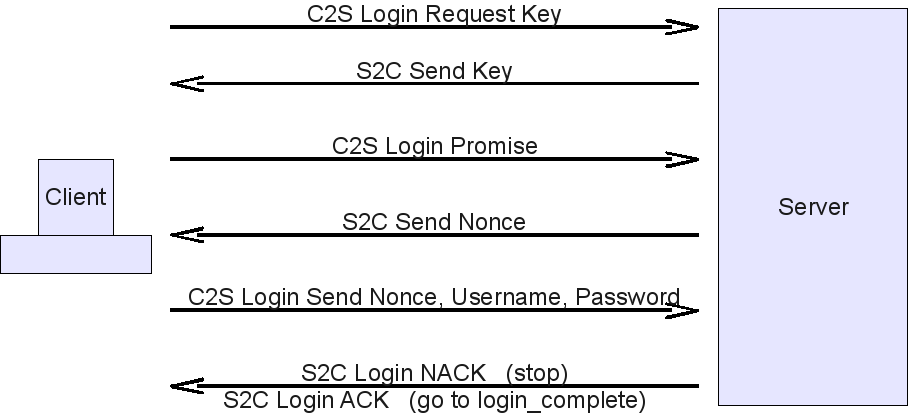 C2S Login Request Key
S2C Send Key
C2S Login Promise
Client
Server
S2C Send Nonce
C2S Login Send Nonce, Username, Password
S2C Login NACK (stop)
S2C Login ACK (go to login_complete)